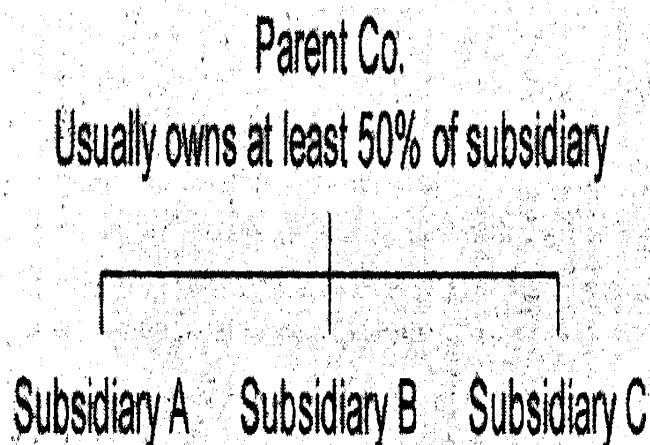 Parent Co.
Usually owns at least 50% of subsidiary
Subsidiary A Subsidiary B Subsidiary C